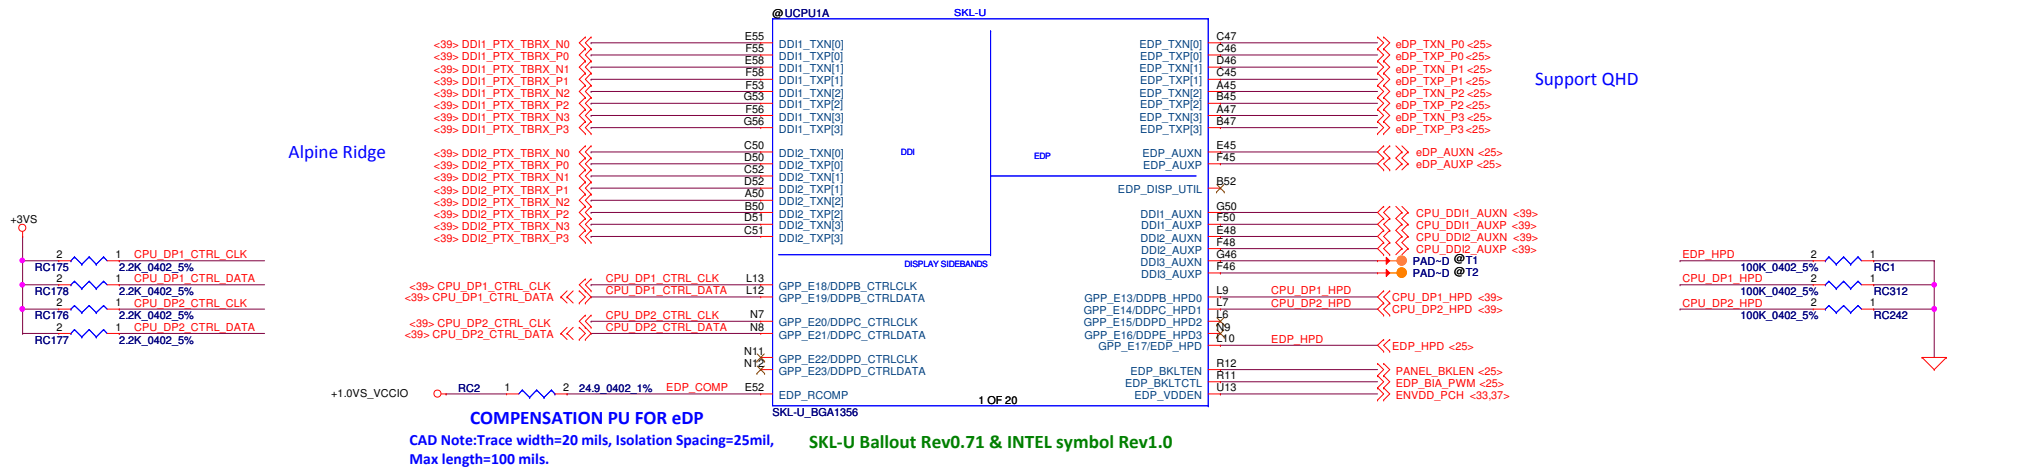 @UCPU1A
SKL-U
<39> DDI1_PTX_TBRX_N0 E55 DDI1_TXN[0]
<39> DDI1_PTX_TBRX_P0 F55 DDI1_TXP[0]
<39> DDI1_PTX_TBRX_N1 E58 DDI1_TXN[1]
<39> DDI1_PTX_TBRX_P1 F58 DDI1_TXP[1]
<39> DDI1_PTX_TBRX_N2 F53 DDI1_TXN[2]
<39> DDI1_PTX_TBRX_P2 G53 DDI1_TXP[2]
<39> DDI1_PTX_TBRX_N3 F56 DDI1_TXN[3]
<39> DDI1_PTX_TBRX_P3 G56 DDI1_TXP[3]
Alpine Ridge
<39> DDI2_PTX_TBRX_N0 C50 DDI2_TXN[0]
<39> DDI2_PTX_TBRX_P0 D50 DDI2_TXP[0]
<39> DDI2_PTX_TBRX_N1 C52 DDI2_TXN[1]
<39> DDI2_PTX_TBRX_P1 D52 DDI2_TXP[1]
<39> DDI2_PTX_TBRX_N2 A50 DDI2_TXN[2]
<39> DDI2_PTX_TBRX_P2 B50 DDI2_TXP[2]
<39> DDI2_PTX_TBRX_N3 D51 DDI2_TXN[3]
<39> DDI2_PTX_TBRX_P3 C51 DDI2_TXP[3]
DDI
EDP
DISPLAY SIDEBANDS
EDP_TXN[0] C47 eDP_TXN_P0 <25>
EDP_TXP[0] C46 eDP_TXP_P0 <25>
EDP_TXN[1] D46 eDP_TXN_P1 <25>
EDP_TXP[1] C45 eDP_TXP_P1 <25>
EDP_TXN[2] A45 eDP_TXN_P2 <25>
EDP_TXP[2] B45 eDP_TXP_P2 <25>
EDP_TXN[3] A47 eDP_TXN_P3 <25>
EDP_TXP[3] B47 eDP_TXP_P3 <25>
Support QHD
EDP_AUXN E45 eDP_AUXN <25>
EDP_AUXP F45 eDP_AUXP <25>
EDP_DISP_UTIL B52
DDI1_AUXN G50 CPU_DDI1_AUXN <39>
DDI1_AUXP F50 CPU_DDI1_AUXP <39>
DDI2_AUXN E48 CPU_DDI2_AUXN <39>
DDI2_AUXP F48 CPU_DDI2_AUXP <39>
DDI3_AUXN G46 PAD~D @T1
DDI3_AUXP F46 PAD~D @T2
+3VS
2 1 CPU_DP1_CTRL_CLK
RC175 2.2K_0402_5%
2 1 CPU_DP1_CTRL_DATA
RC178 2.2K_0402_5%
2 1 CPU_DP2_CTRL_CLK
RC176 2.2K_0402_5%
2 1 CPU_DP2_CTRL_DATA
RC177 2.2K_0402_5%
<39> CPU_DP1_CTRL_CLK CPU_DP1_CTRL_CLK L13 GPP_E18/DDPB_CTRLCLK
<39> CPU_DP1_CTRL_DATA CPU_DP1_CTRL_DATA L12 GPP_E19/DDPB_CTRLDATA
<39> CPU_DP2_CTRL_CLK CPU_DP2_CTRL_CLK N7 GPP_E20/DDPC_CTRLCLK
<39> CPU_DP2_CTRL_DATA CPU_DP2_CTRL_DATA N8 GPP_E21/DDPC_CTRLDATA
N11 GPP_E22/DDPD_CTRLCLK
N12 GPP_E23/DDPD_CTRLDATA
+1.0VS_VCCIO RC2 1 2 24.9_0402_1% EDP_COMP E52 EDP_RCOMP
GPP_E13/DDPB_HPD0 L9 CPU_DP1_HPD CPU_DP1_HPD <39>
GPP_E14/DDPC_HPD1 L7 CPU_DP2_HPD CPU_DP2_HPD <39>
GPP_E15/DDPD_HPD2 L6
GPP_E16/DDPE_HPD3 N9
GPP_E17/EDP_HPD L10 EDP_HPD EDP_HPD <25>
EDP_BKLTEN R12 PANEL_BKLEN <25>
EDP_BKLTCTL R11 EDP_BIA_PWM <25>
EDP_VDDEN U13 ENVDD_PCH <33,37>
EDP_HPD 2 1
100K_0402_5% RC1
CPU_DP1_HPD 2 1
100K_0402_5% RC312
CPU_DP2_HPD 2 1
100K_0402_5% RC242
1 OF 20
SKL-U_BGA1356
COMPENSATION PU FOR eDP
CAD Note:Trace width=20 mils, Isolation Spacing=25mil,
Max length=100 mils.
SKL-U Ballout Rev0.71 & INTEL symbol Rev1.0